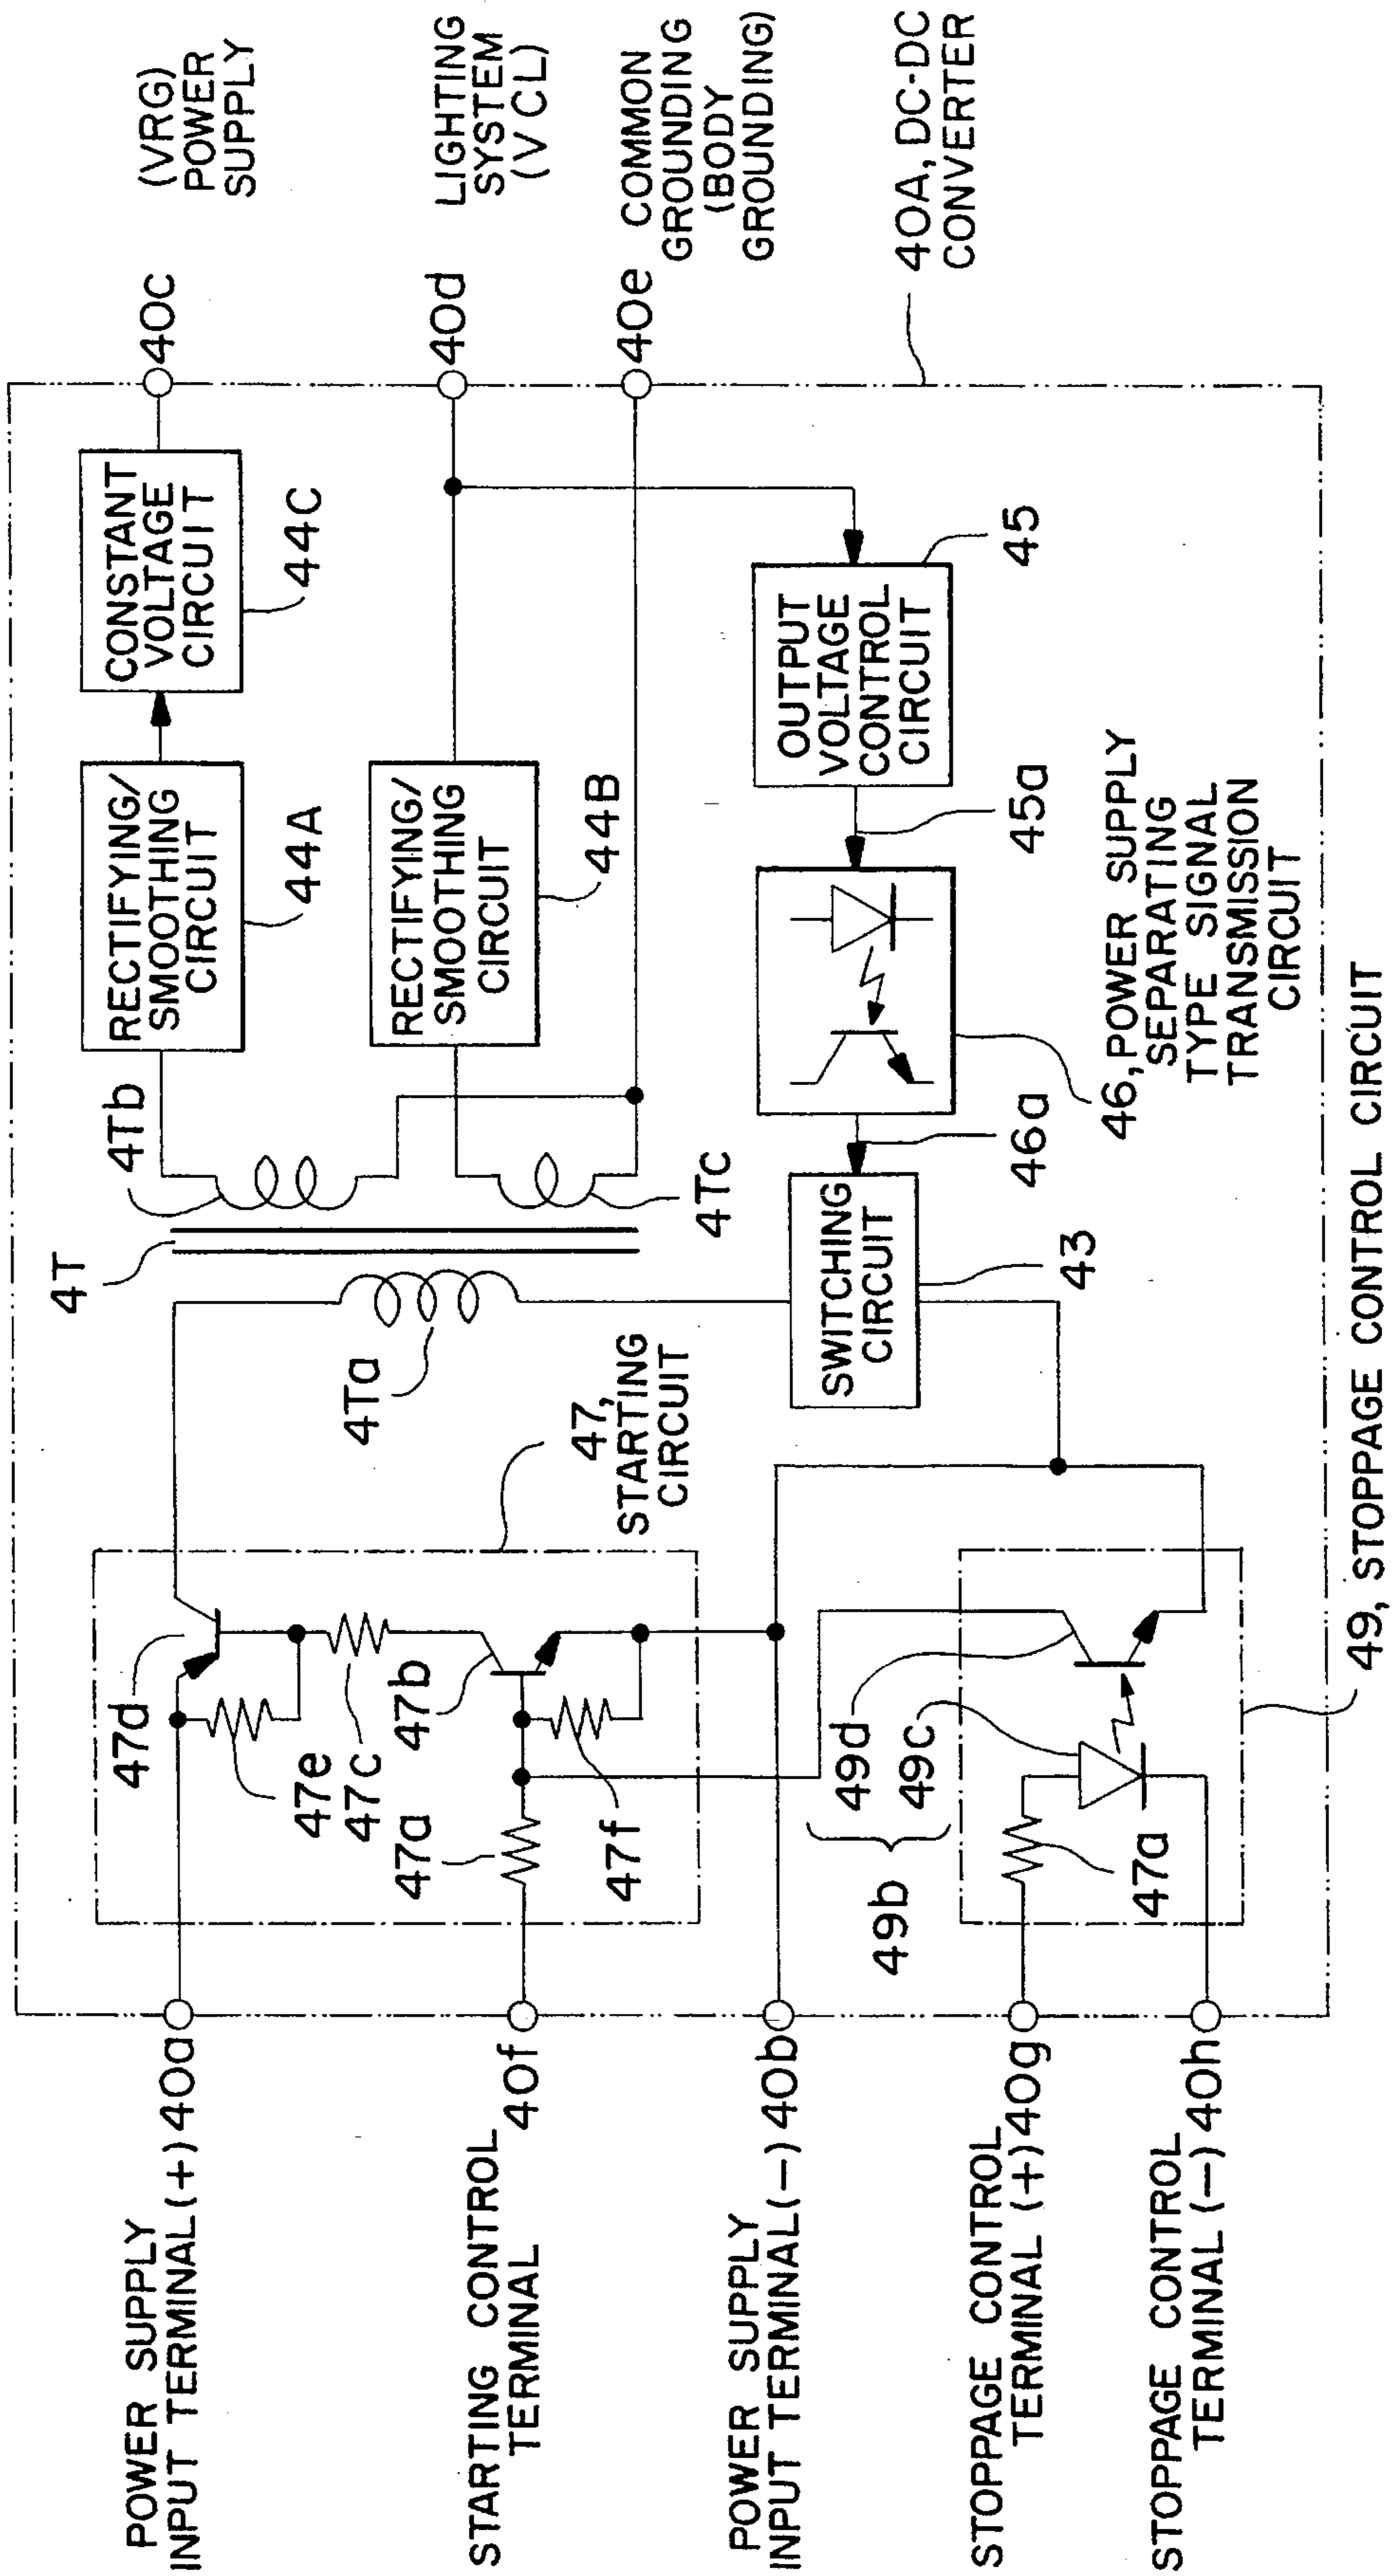 POWER SUPPLY
INPUT TERMINAL(+) 40a
STARTING CONTROL
TERMINAL
40f
POWER SUPPLY
INPUT TERMINAL(−) 40b
STOPPAGE CONTROL
TERMINAL (+) 40g
STOPPAGE CONTROL
TERMINAL (−) 40h
47d
47e
47c
47a
47b
47f
47,
STARTING
CIRCUIT
49d
49c
49b
47a
49, STOPPAGE CONTROL CIRCUIT
4T
4Ta
4Tb
4Tc
SWITCHING
CIRCUIT
43
RECTIFYING/
SMOOTHING
CIRCUIT
44A
RECTIFYING/
SMOOTHING
CIRCUIT
44B
CONSTANT
VOLTAGE
CIRCUIT
44C
46a
46, POWER SUPPLY
SEPARATING
TYPE SIGNAL
TRANSMISSION
CIRCUIT
45a
OUTPUT
VOLTAGE
CONTROL
CIRCUIT
45
40c
(VRG)
POWER
SUPPLY
40d
LIGHTING
SYSTEM
(VCL)
40e
COMMON
GROUNDING
(BODY
GROUNDING)
40A, DC-DC
CONVERTER